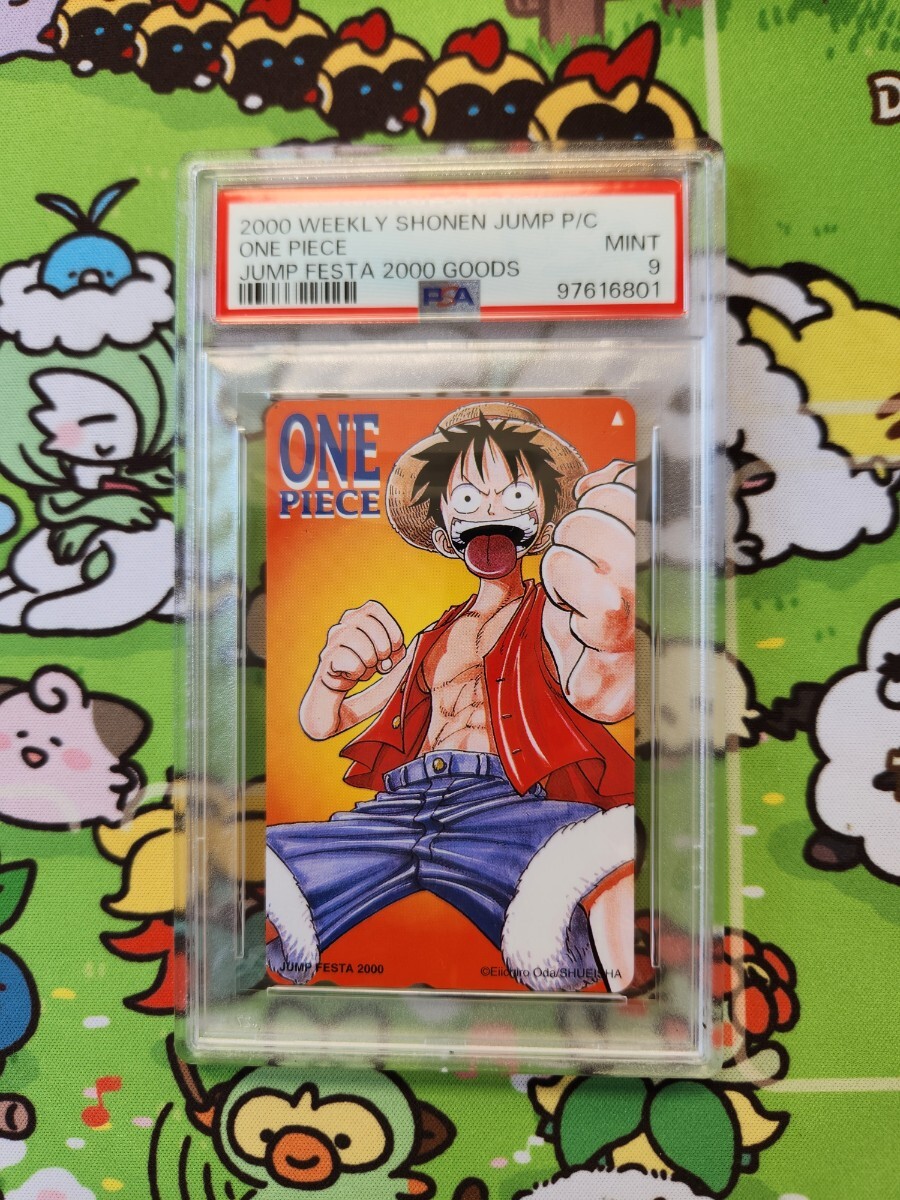 2000 WEEKLY SHONEN JUMP P/C
ONE PIECE MINT
JUMP FESTA 2000 GOODS 9
PSA 97616801
ONE
PIECE
JUMP FESTA 2000
©Eiichiro Oda/SHUEISHA
D